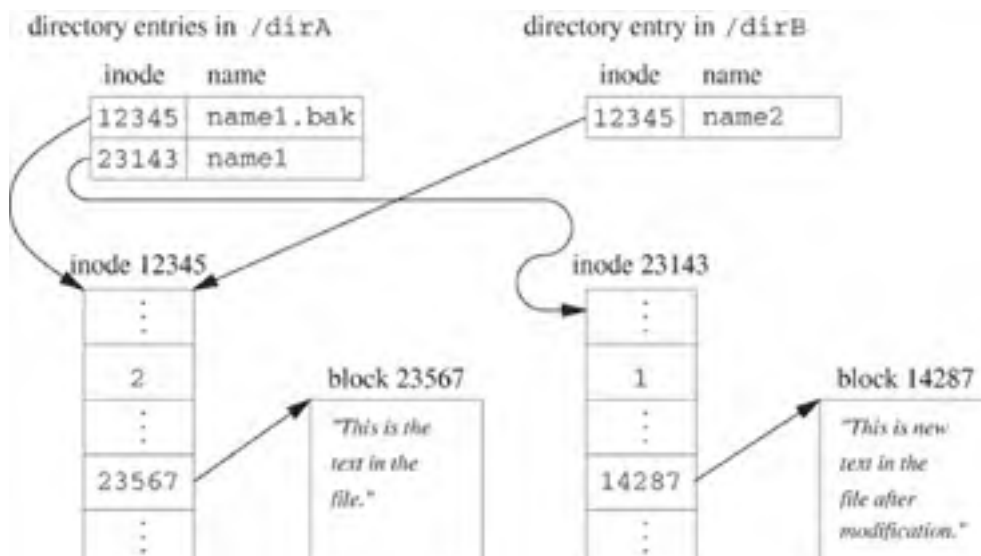 directory entries in /dirA
directory entry in /dirB
inode name
inode name
12345 name1.bak
12345 name2
23143 name1
inode 12345
inode 23143
2
block 23567
1
block 14287
"This is the
text in the
file."
"This is new
text in the
file after
modification."
23567
14287